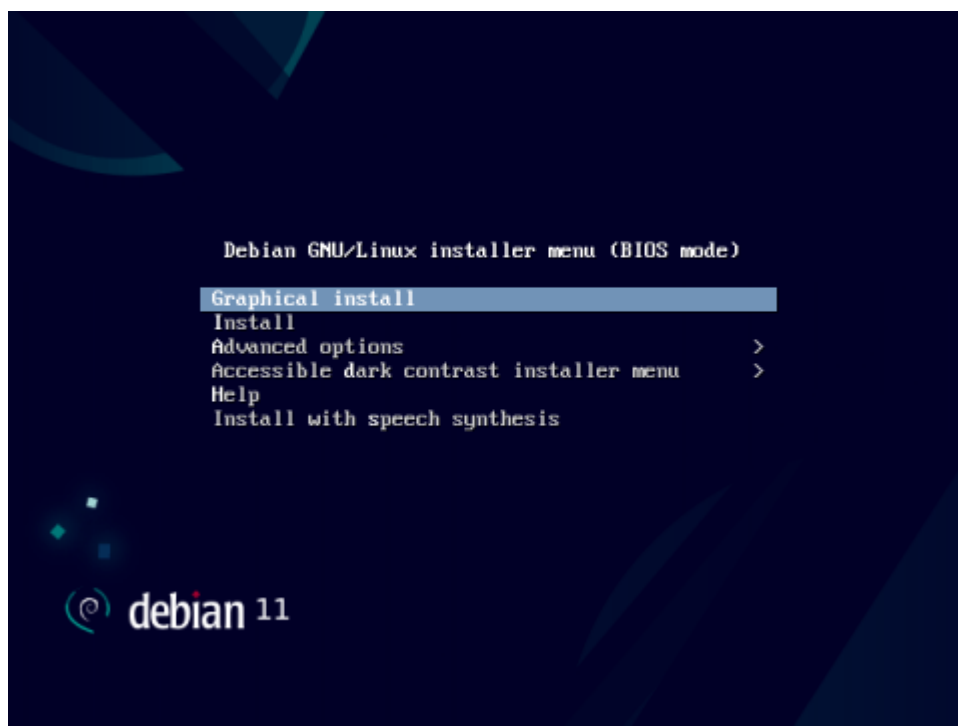 Debian GNU/Linux installer menu (BIOS mode)
Graphical install
Install
Advanced options >
Accessible dark contrast installer menu >
Help
Install with speech synthesis
debian 11